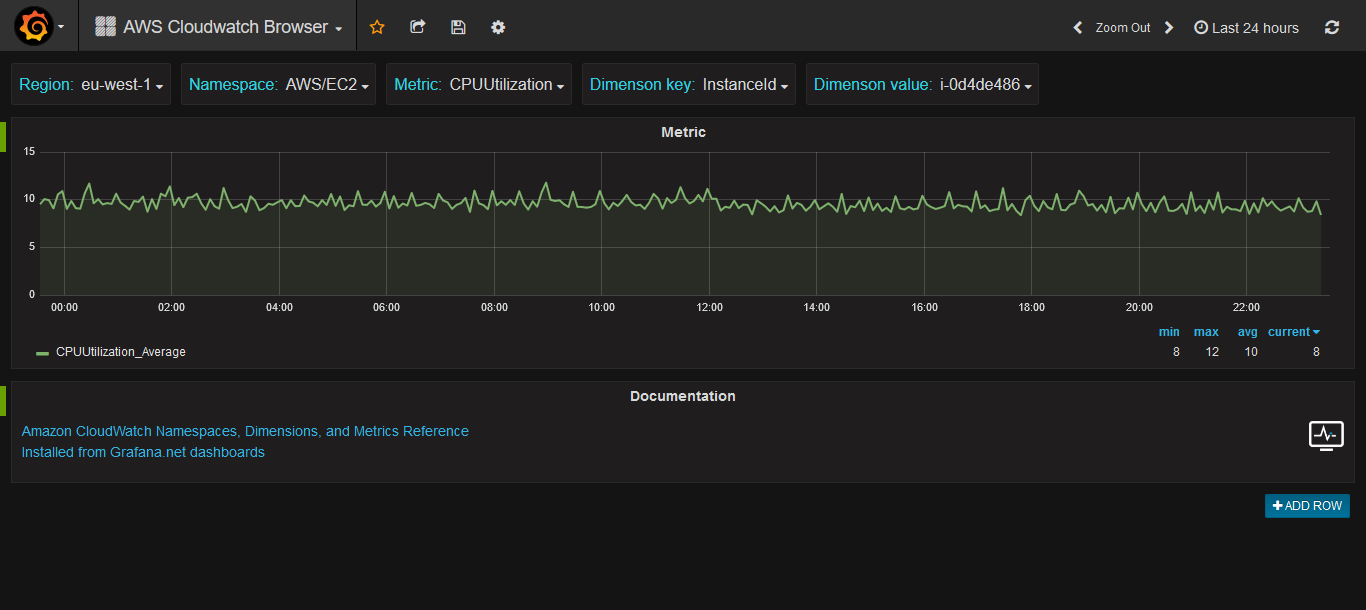 AWS Cloudwatch Browser Zoom Out Last 24 hours
Region: eu-west-1 Namespace: AWS/EC2 Metric: CPUUtilization Dimenson key: InstanceId Dimenson value: i-0d4de486
Metric
15
10
5
0
00:00 02:00 04:00 06:00 08:00 10:00 12:00 14:00 16:00 18:00 20:00 22:00
min max avg current
CPUUtilization_Average 8 12 10 8
Documentation
Amazon CloudWatch Namespaces, Dimensions, and Metrics Reference
Installed from Grafana.net dashboards
ADD ROW